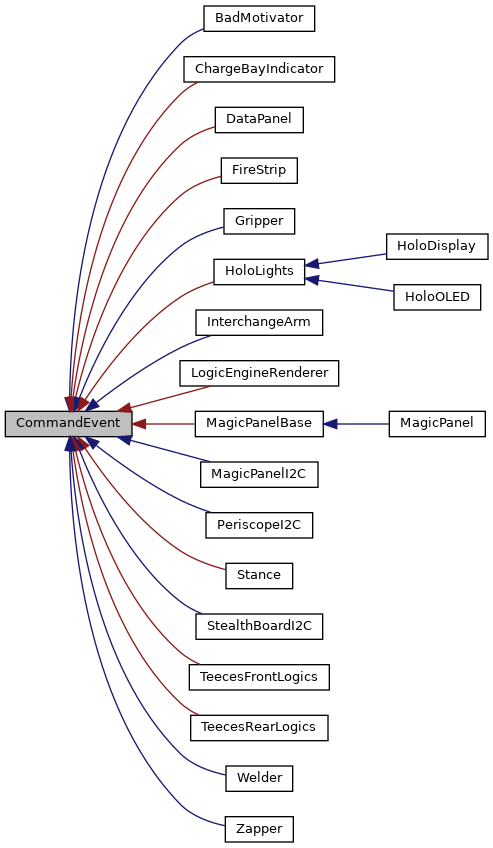 BadMotivator
ChargeBayIndicator
DataPanel
FireStrip
Gripper
HoloDisplay
HoloLights
HoloOLED
InterchangeArm
LogicEngineRenderer
CommandEvent
MagicPanelBase
MagicPanel
MagicPanelI2C
PeriscopeI2C
Stance
StealthBoardI2C
TeecesFrontLogics
TeecesRearLogics
Welder
Zapper